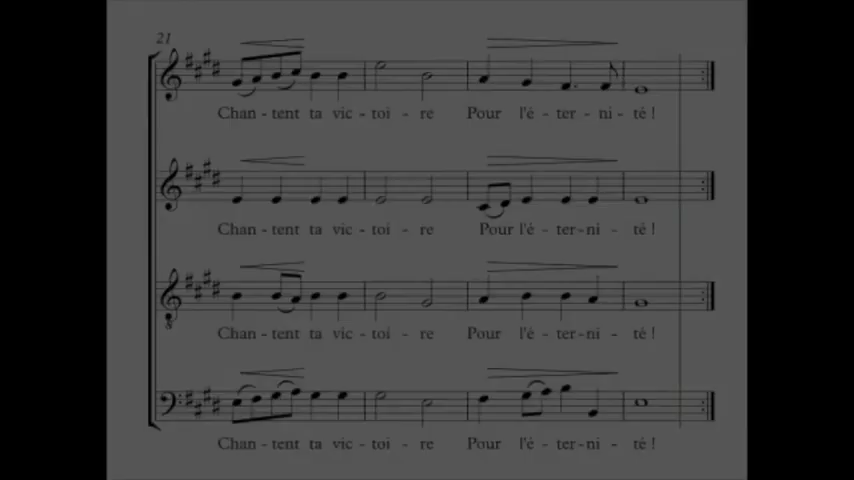 21
Chan - tent ta vic - toi - re Pour l'é - ter - ni - té !
Chan - tent ta vic - toi - re Pour l'é - ter - ni - té !
8
Chan - tent ta vic - toi - re Pour l'é - ter - ni - té !
Chan - tent ta vic - toi - re Pour l'é - ter - ni - té !